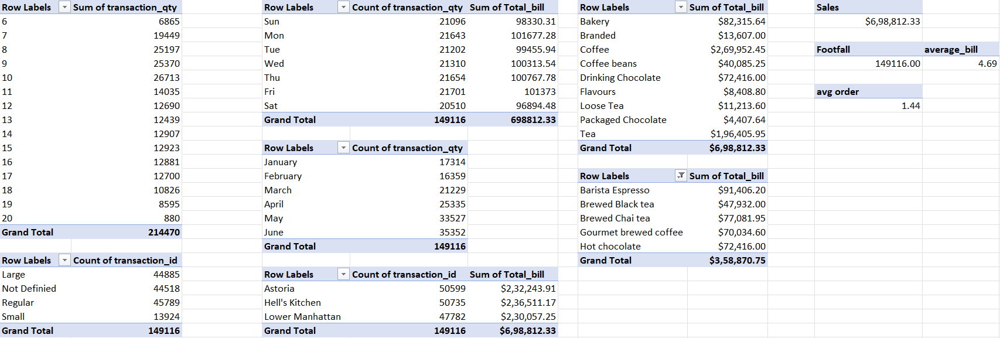 Row Labels Sum of transaction_qty
6 6865
7 19449
8 25197
9 25370
10 26713
11 14035
12 12690
13 12439
14 12907
15 12923
16 12881
17 12700
18 10826
19 8595
20 880
Grand Total 214470
Row Labels Count of transaction_id
Large 44885
Not Definied 44518
Regular 45789
Small 13924
Grand Total 149116
Row Labels Count of transaction_qty Sum of Total_bill
Sun 21096 98330.31
Mon 21643 101677.28
Tue 21202 99455.94
Wed 21310 100313.54
Thu 21654 100767.78
Fri 21701 101373
Sat 20510 96894.48
Grand Total 149116 698812.33
Row Labels Count of transaction_qty
January 17314
February 16359
March 21229
April 25335
May 33527
June 35352
Grand Total 149116
Row Labels Count of transaction_id Sum of Total_bill
Astoria 50599 $2,32,243.91
Hell's Kitchen 50735 $2,36,511.17
Lower Manhattan 47782 $2,30,057.25
Grand Total 149116 $6,98,812.33
Row Labels Sum of Total_bill
Bakery $82,315.64
Branded $13,607.00
Coffee $2,69,952.45
Coffee beans $40,085.25
Drinking Chocolate $72,416.00
Flavours $8,408.80
Loose Tea $11,213.60
Packaged Chocolate $4,407.64
Tea $1,96,405.95
Grand Total $6,98,812.33
Row Labels Sum of Total_bill
Barista Espresso $91,406.20
Brewed Black tea $47,932.00
Brewed Chai tea $77,081.95
Gourmet brewed coffee $70,034.60
Hot chocolate $72,416.00
Grand Total $3,58,870.75
Sales
$6,98,812.33
Footfall average_bill
149116.00 4.69
avg order
1.44